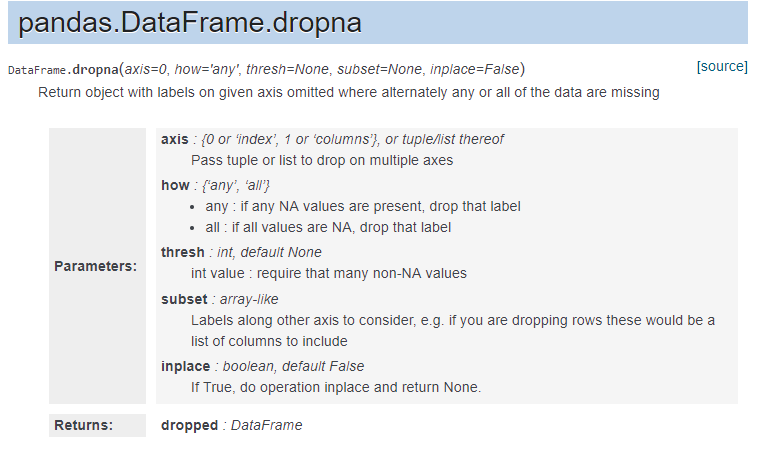 pandas.DataFrame.dropna
DataFrame.dropna(axis=0, how='any', thresh=None, subset=None, inplace=False) [source]
Return object with labels on given axis omitted where alternately any or all of the data are missing
axis : {0 or ‘index’, 1 or ‘columns’}, or tuple/list thereof
Pass tuple or list to drop on multiple axes
how : {‘any’, ‘all’}
• any : if any NA values are present, drop that label
• all : if all values are NA, drop that label
Parameters:
thresh : int, default None
int value : require that many non-NA values
subset : array-like
Labels along other axis to consider, e.g. if you are dropping rows these would be a
list of columns to include
inplace : boolean, default False
If True, do operation inplace and return None.
Returns: dropped : DataFrame